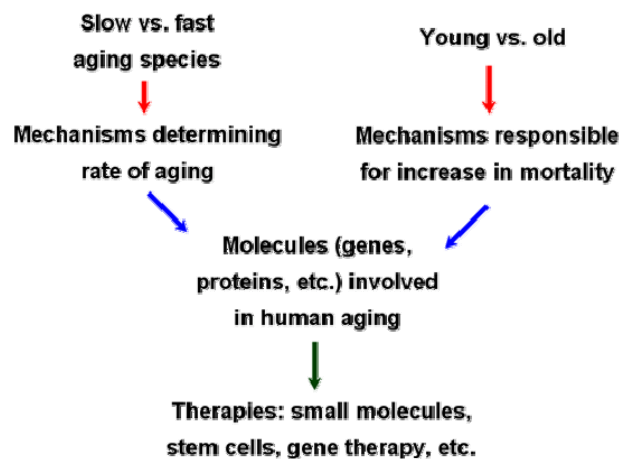 Slow vs. fast
aging species
Young vs. old
Mechanisms determining
rate of aging
Mechanisms responsible
for increase in mortality
Molecules (genes,
proteins, etc.) involved
in human aging
Therapies: small molecules,
stem cells, gene therapy, etc.